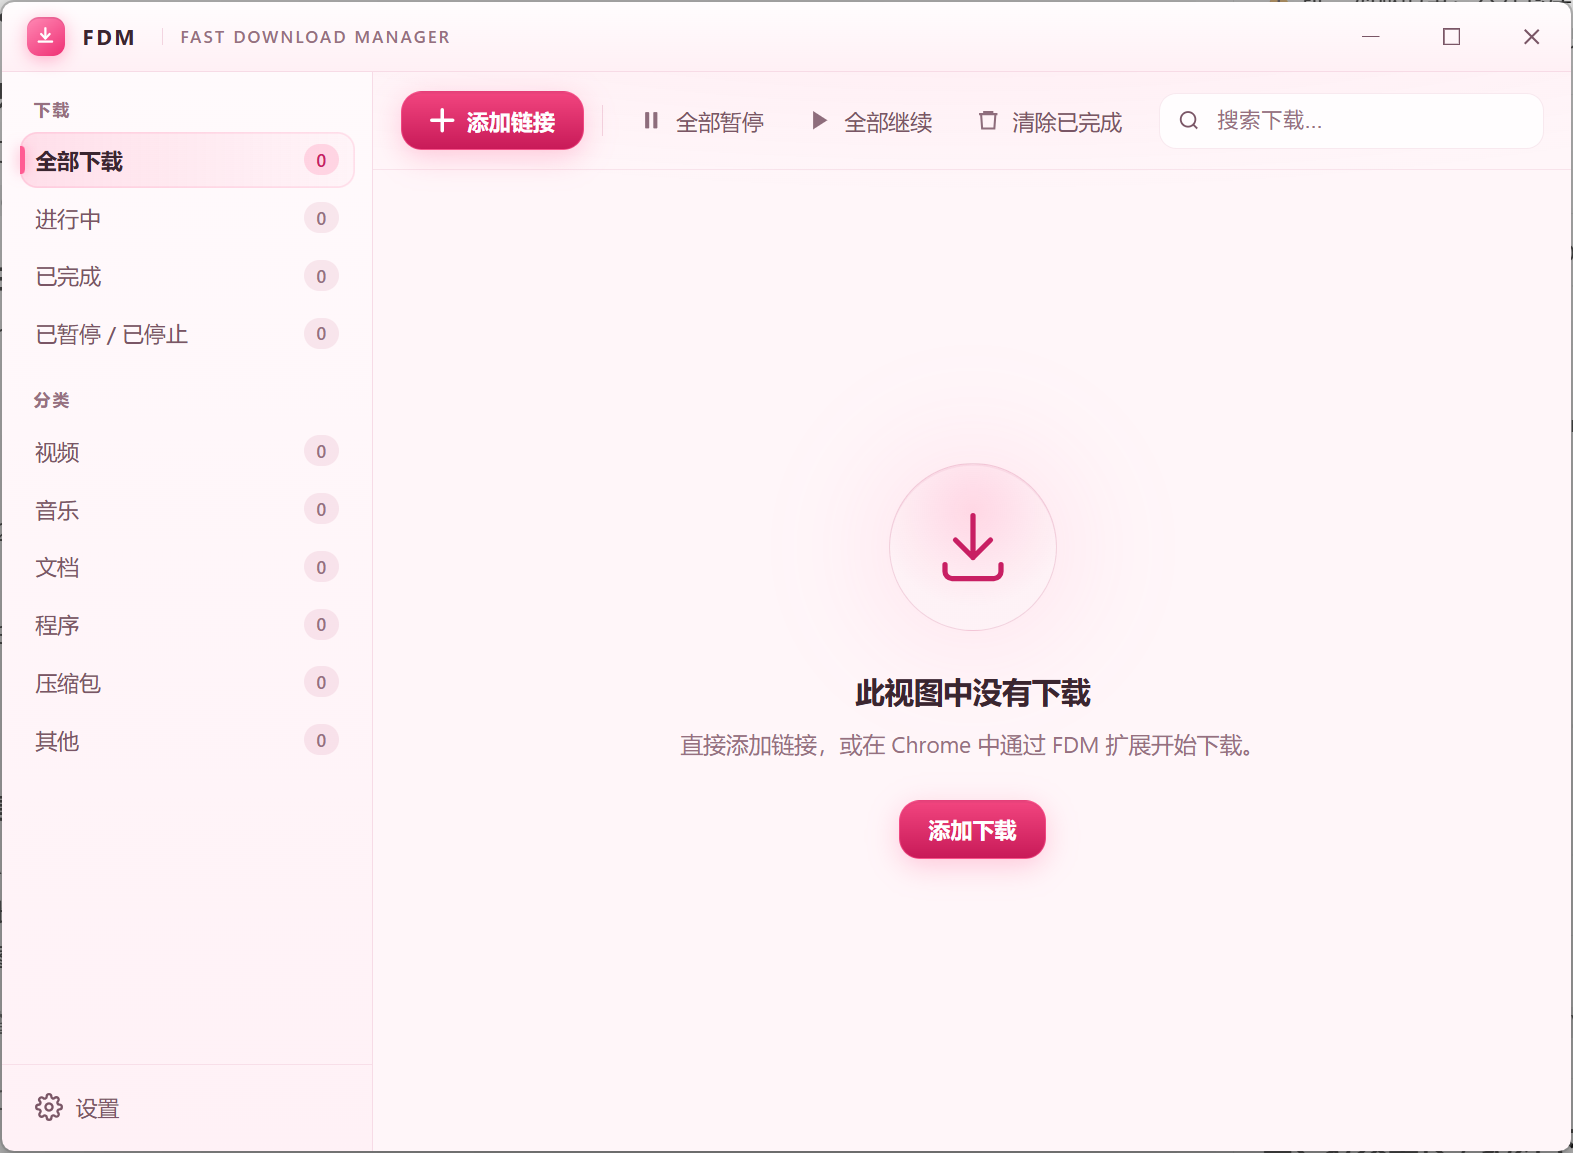 FDM
FAST DOWNLOAD MANAGER
下载
全部下载 0
进行中 0
已完成 0
已暂停 / 已停止 0
分类
视频 0
音乐 0
文档 0
程序 0
压缩包 0
其他 0
设置
添加链接
全部暂停
全部继续
清除已完成
搜索下载...
此视图中没有下载
直接添加链接，或在 Chrome 中通过 FDM 扩展开始下载。
添加下载